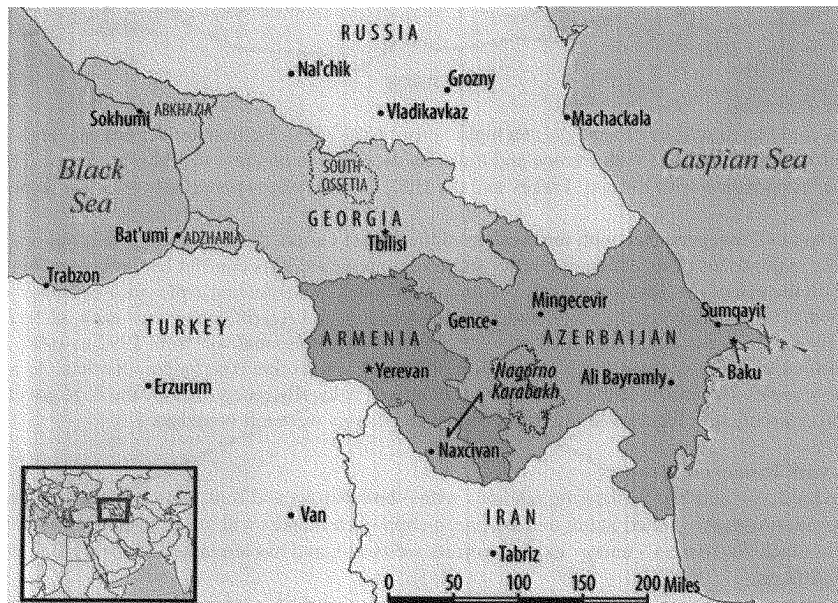 RUSSIA
Nal'chik
Grozny
Vladikavkaz
Machackala
ABKHAZIA
Sokhumi
Black
Sea
Caspian Sea
SOUTH
OSSETIA
GEORGIA
Tbilisi
Bat'umi
ADZHARIA
Trabzon
TURKEY
Erzurum
ARMENIA
Yerevan
Gence
Mingecevir
AZERBAIJAN
Sumqayit
Baku
Nagorno
Karabakh
Ali Bayramly
Naxcivan
Van
IRAN
Tabriz
0 50 100 150 200 Miles